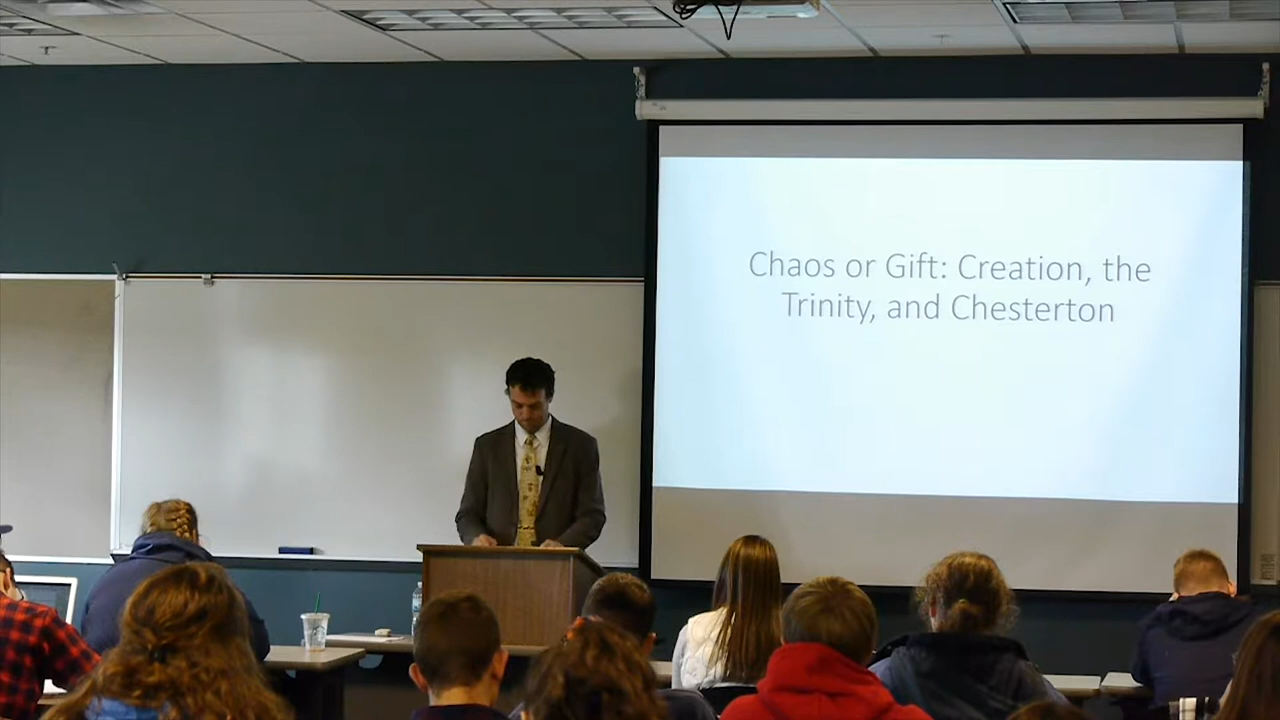 Chaos or Gift: Creation, the
Trinity, and Chesterton